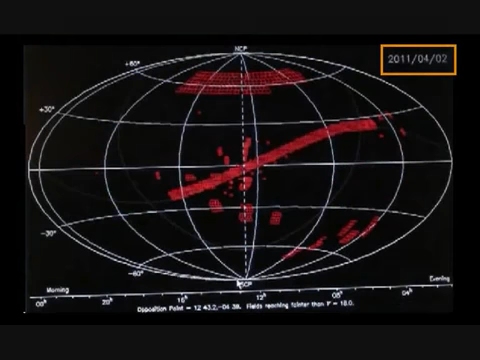 NCP
2011/04/02
+60°
+30°
-30°
-60°
SCP
Morning
Evening
00ʰ 20ʰ 16ʰ 12ʰ 08ʰ 04ʰ
Opposition Point = 12 43.2,-04.38. Fields reaching fainter than V = 18.0.